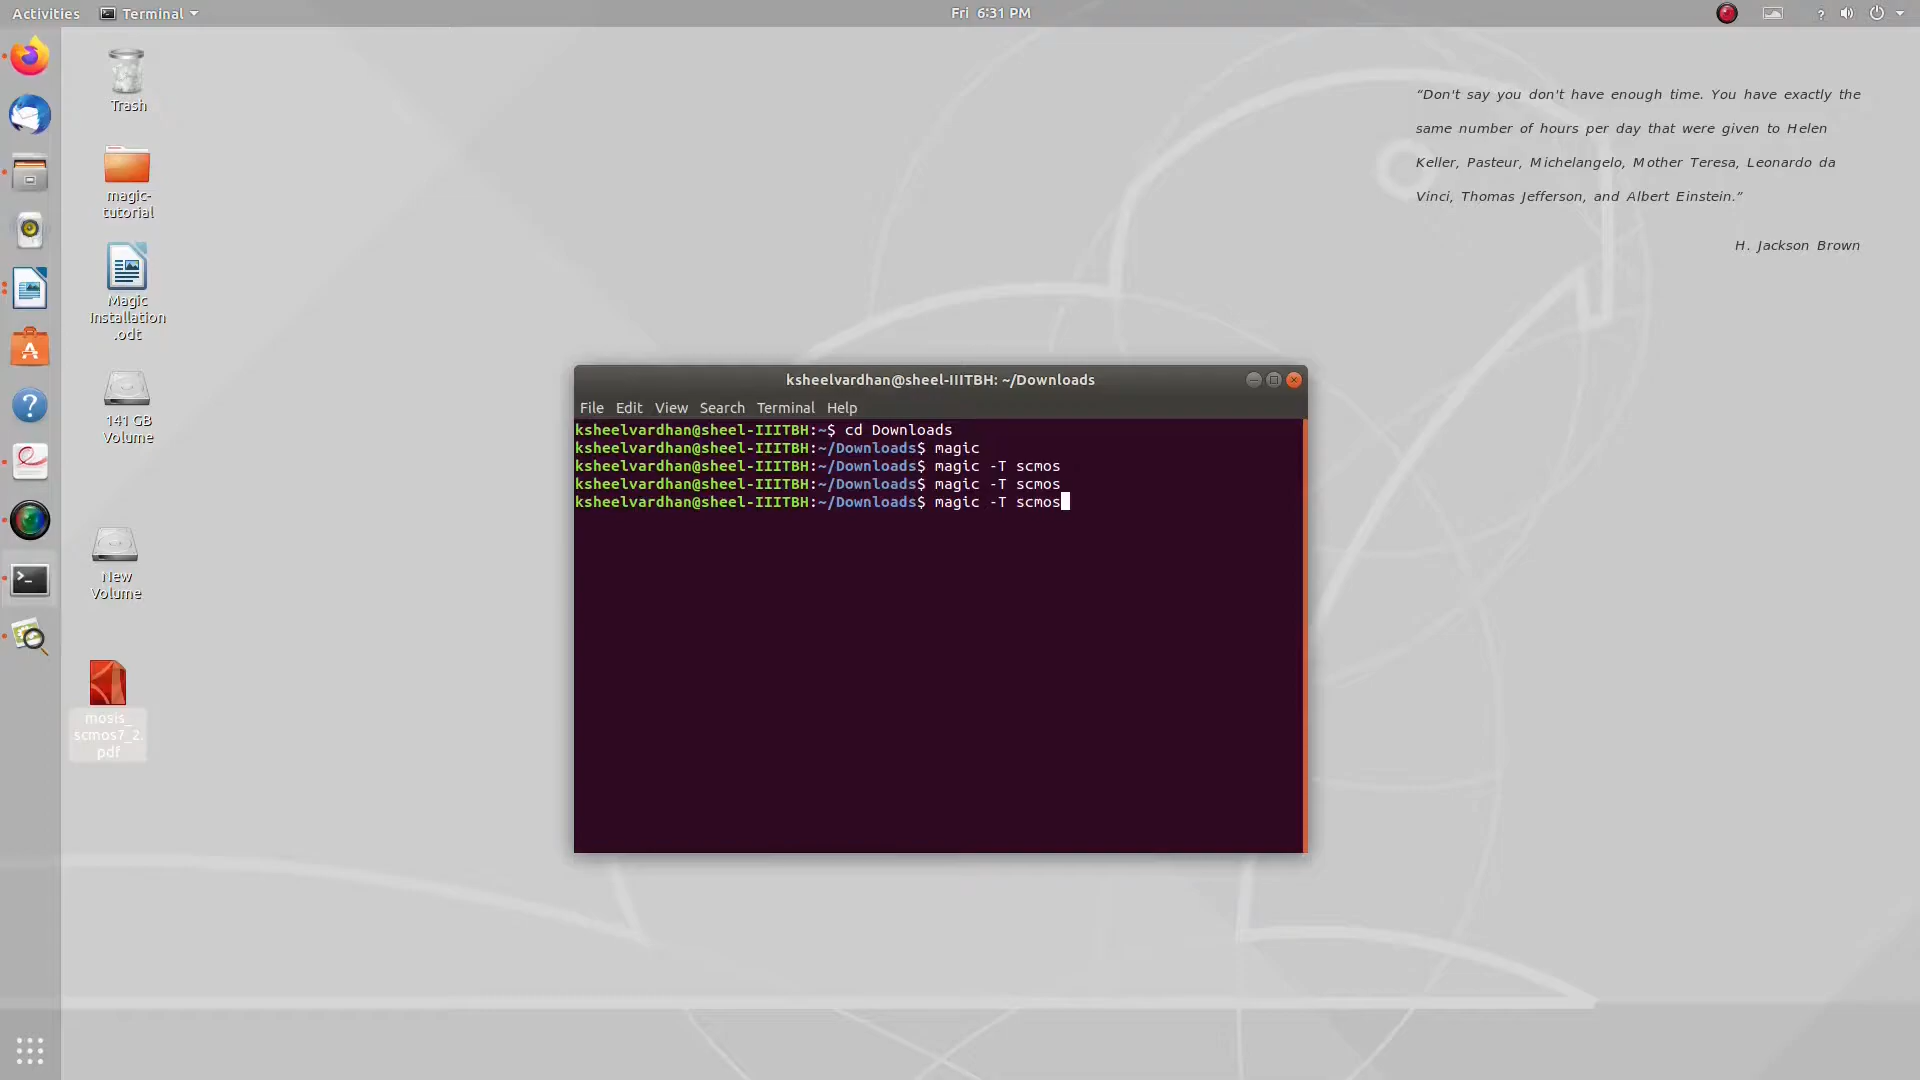 Activities
Terminal
Fri 6:31 PM
?
“Don't say you don't have enough time. You have exactly the
same number of hours per day that were given to Helen
Keller, Pasteur, Michelangelo, Mother Teresa, Leonardo da
Vinci, Thomas Jefferson, and Albert Einstein.”
H. Jackson Brown
Trash
magic-
tutorial
Magic
Installation
.odt
141 GB
Volume
New
Volume
mosis_
scmos?_2.
pdf
ksheelvardhan@sheel-IIITBH: ~/Downloads
File Edit View Search Terminal Help
ksheelvardhan@sheel-IIITBH:~$ cd Downloads
ksheelvardhan@sheel-IIITBH:~/Downloads$ magic
ksheelvardhan@sheel-IIITBH:~/Downloads$ magic -T scmos
ksheelvardhan@sheel-IIITBH:~/Downloads$ magic -T scmos
ksheelvardhan@sheel-IIITBH:~/Downloads$ magic -T scmos